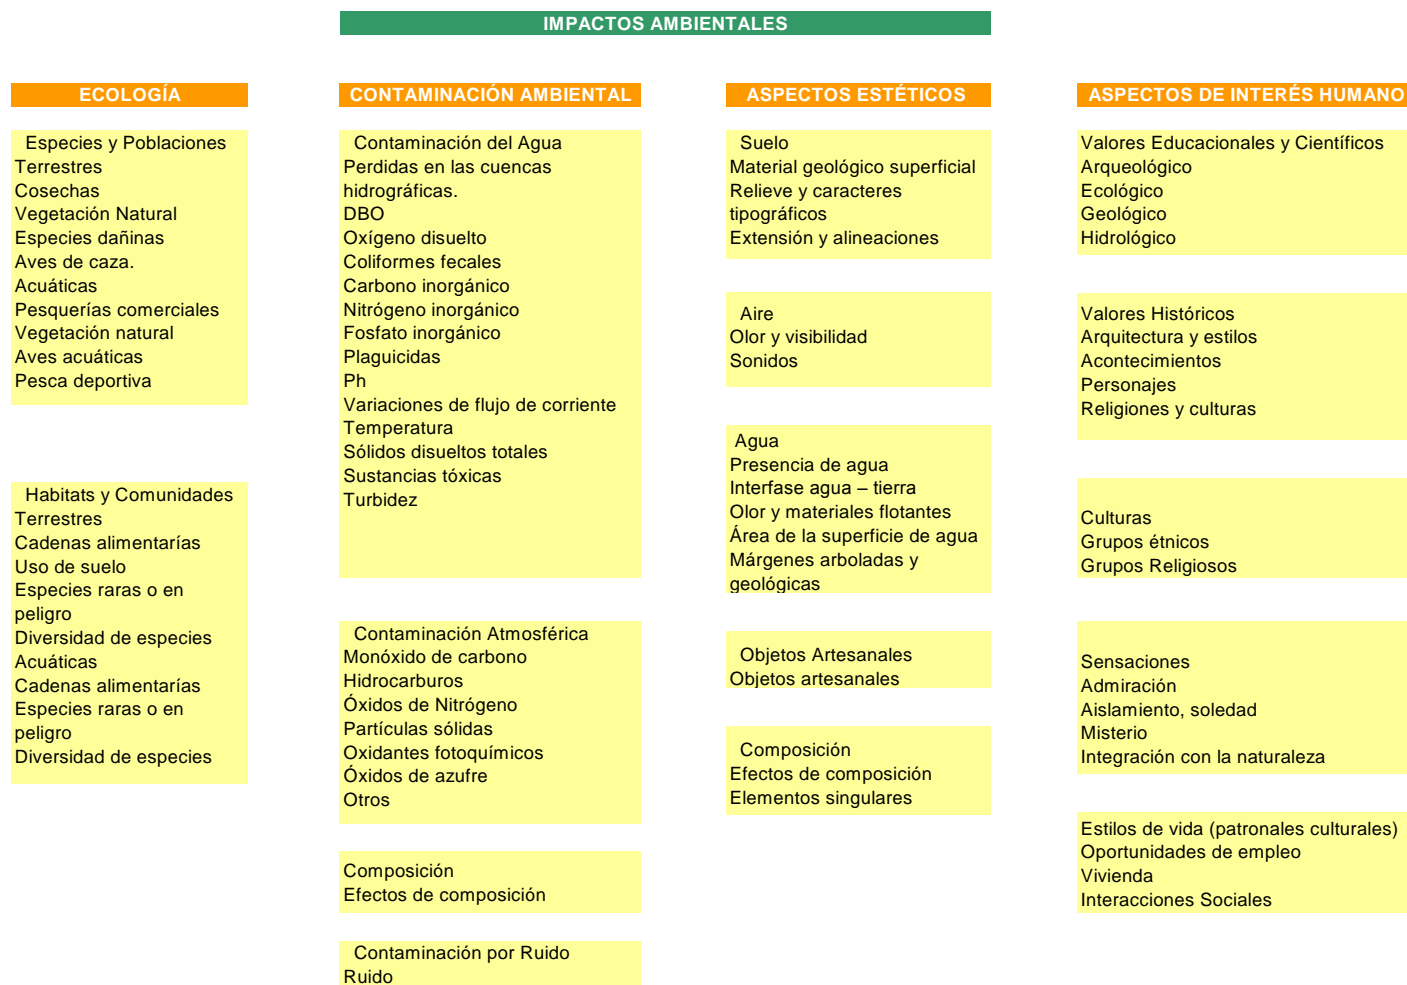 IMPACTOS AMBIENTALES
ECOLOGÍA
Especies y Poblaciones
Terrestres
Cosechas
Vegetación Natural
Especies dañinas
Aves de caza.
Acuáticas
Pesquerías comerciales
Vegetación natural
Aves acuáticas
Pesca deportiva
Habitats y Comunidades
Terrestres
Cadenas alimentarías
Uso de suelo
Especies raras o en
peligro
Diversidad de especies
Acuáticas
Cadenas alimentarías
Especies raras o en
peligro
Diversidad de especies
CONTAMINACIÓN AMBIENTAL
Contaminación del Agua
Perdidas en las cuencas
hidrográficas.
DBO
Oxígeno disuelto
Coliformes fecales
Carbono inorgánico
Nitrógeno inorgánico
Fosfato inorgánico
Plaguicidas
Ph
Variaciones de flujo de corriente
Temperatura
Sólidos disueltos totales
Sustancias tóxicas
Turbidez
Contaminación Atmosférica
Monóxido de carbono
Hidrocarburos
Óxidos de Nitrógeno
Partículas sólidas
Oxidantes fotoquímicos
Óxidos de azufre
Otros
Composición
Efectos de composición
Contaminación por Ruido
Ruido
ASPECTOS ESTÉTICOS
Suelo
Material geológico superficial
Relieve y caracteres
tipográficos
Extensión y alineaciones
Aire
Olor y visibilidad
Sonidos
Agua
Presencia de agua
Interfase agua – tierra
Olor y materiales flotantes
Área de la superficie de agua
Márgenes arboladas y
geológicas
Objetos Artesanales
Objetos artesanales
Composición
Efectos de composición
Elementos singulares
ASPECTOS DE INTERÉS HUMANO
Valores Educacionales y Científicos
Arqueológico
Ecológico
Geológico
Hidrológico
Valores Históricos
Arquitectura y estilos
Acontecimientos
Personajes
Religiones y culturas
Culturas
Grupos étnicos
Grupos Religiosos
Sensaciones
Admiración
Aislamiento, soledad
Misterio
Integración con la naturaleza
Estilos de vida (patronales culturales)
Oportunidades de empleo
Vivienda
Interacciones Sociales